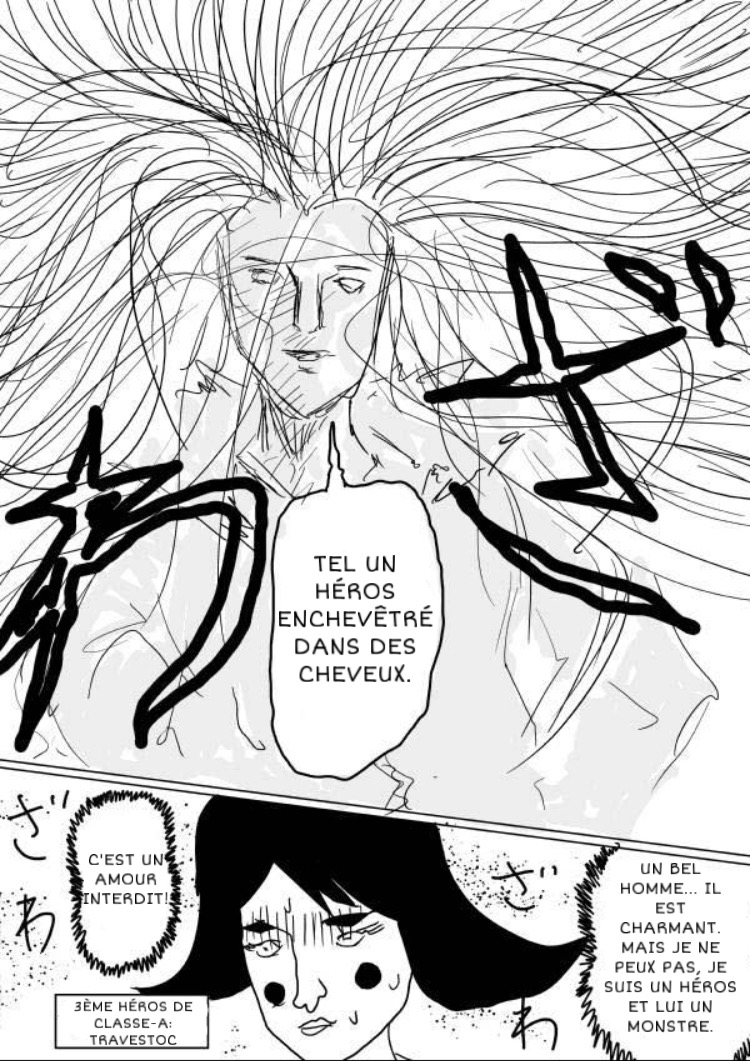 ざ
わ
TEL UN
HÉROS
ENCHEVÊTRÉ
DANS DES
CHEVEUX.
UN BEL
HOMME... IL
EST
CHARMANT.
MAIS JE NE
PEUX PAS, JE
SUIS UN HÉROS
ET LUI UN
MONSTRE.
ざ
わ
C'EST UN
AMOUR
INTERDIT!
ざ
わ
3ÈME HÉROS DE
CLASSE-A:
TRAVESTOC